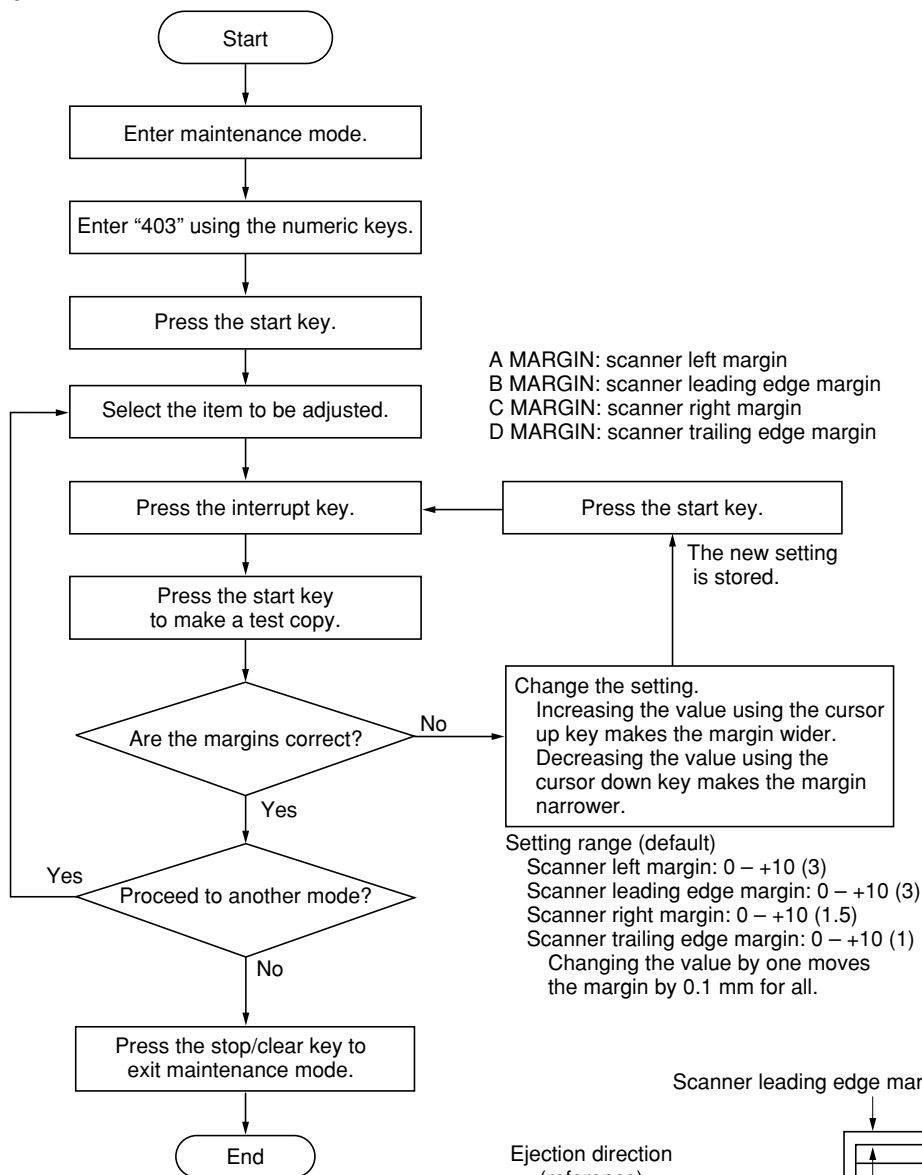 Start
Enter maintenance mode.
Enter “403” using the numeric keys.
Press the start key.
Select the item to be adjusted.
A MARGIN: scanner left margin
B MARGIN: scanner leading edge margin
C MARGIN: scanner right margin
D MARGIN: scanner trailing edge margin
Press the interrupt key.
Press the start key.
The new setting
is stored.
Press the start key
to make a test copy.
Are the margins correct?
No
Change the setting.
Increasing the value using the cursor
up key makes the margin wider.
Decreasing the value using the
cursor down key makes the margin
narrower.
Yes
Setting range (default)
Scanner left margin: 0 – +10 (3)
Scanner leading edge margin: 0 – +10 (3)
Scanner right margin: 0 – +10 (1.5)
Scanner trailing edge margin: 0 – +10 (1)
Changing the value by one moves
the margin by 0.1 mm for all.
Yes
Proceed to another mode?
No
Press the stop/clear key to
exit maintenance mode.
End
Scanner leading edge mar
Ejection direction
(reference)